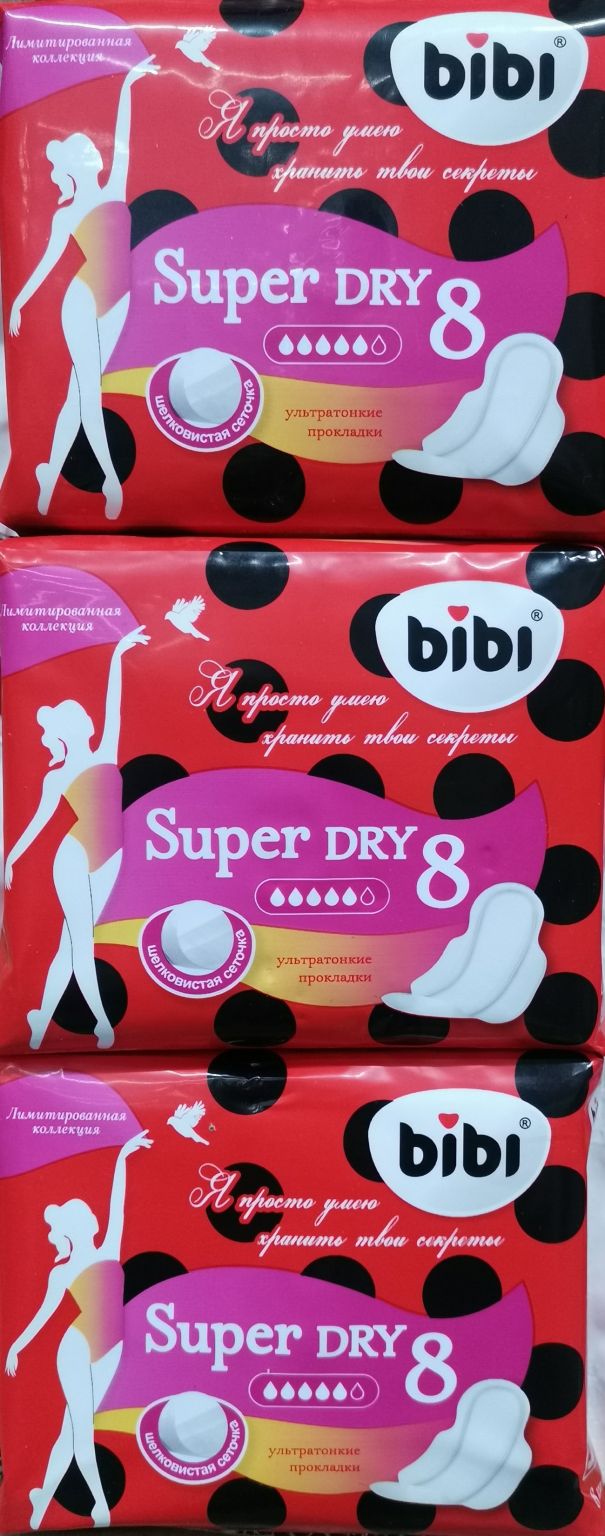 Лимитированная
коллекция
bibi®
Я просто умею
хранить твои секреты
Super DRY 8
шелковистая сеточка
ультратонкие
прокладки
Лимитированная
коллекция
bibi®
Я просто умею
хранить твои секреты
Super DRY 8
шелковистая сеточка
ультратонкие
прокладки
Лимитированная
коллекция
bibi®
Я просто умею
хранить твои секреты
Super DRY 8
шелковистая сеточка
ультратонкие
прокладки